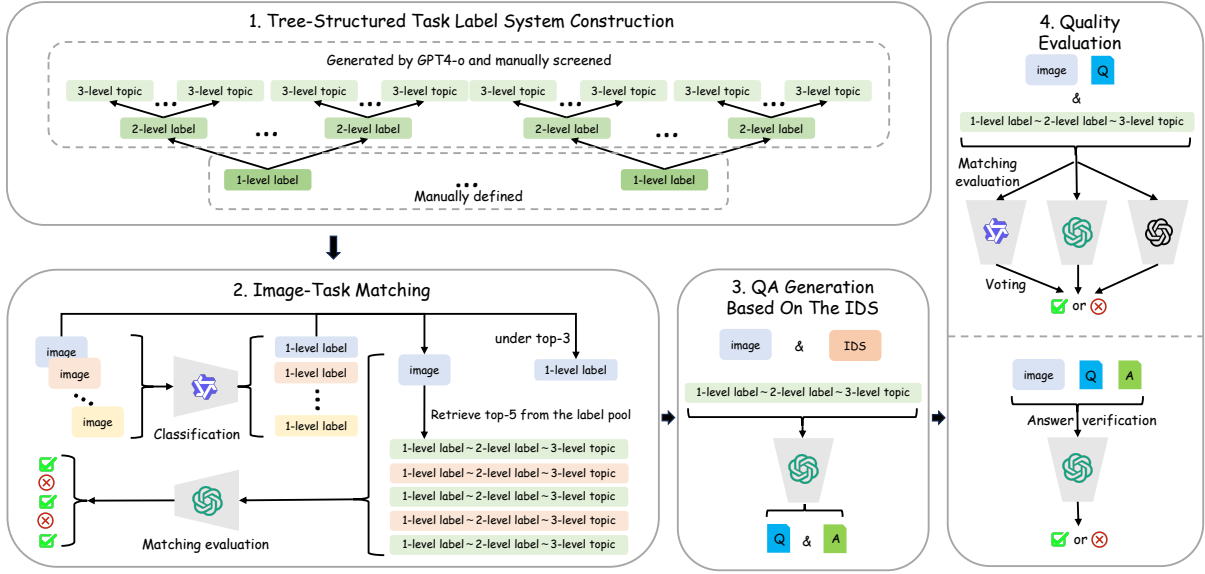 1. Tree-Structured Task Label System Construction
Generated by GPT4-o and manually screened
3-level topic ... 3-level topic 3-level topic ... 3-level topic 3-level topic ... 3-level topic 3-level topic ... 3-level topic
2-level label ... 2-level label 2-level label ... 2-level label
1-level label ... 1-level label
Manually defined
2. Image-Task Matching
image
image
...
image
Classification
1-level label
1-level label
1-level label
image
under top-3
1-level label
Retrieve top-5 from the label pool
1-level label ~ 2-level label ~ 3-level topic
1-level label ~ 2-level label ~ 3-level topic
1-level label ~ 2-level label ~ 3-level topic
1-level label ~ 2-level label ~ 3-level topic
1-level label ~ 2-level label ~ 3-level topic
Matching evaluation
3. QA Generation
Based On The IDS
image & IDS
1-level label ~ 2-level label ~ 3-level topic
Q & A
4. Quality
Evaluation
image Q
&
1-level label ~ 2-level label ~ 3-level topic
Matching
evaluation
Voting
or
image Q A
Answer verification
or